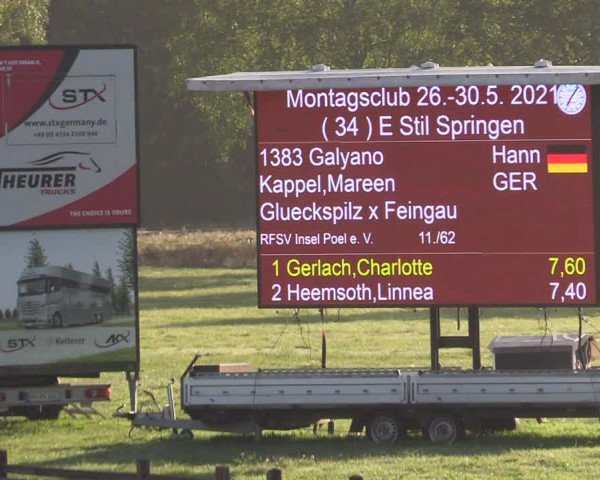 STX
www.stxgermany.de
HEURER
TRUCKS
THE CHOICE IS YOURS
STX
Ketterer
Montagsclub 26.-30.5. 2021
( 34 ) E Stil Springen
1383 Galyano Hann
Kappel,Mareen GER
Glueckspilz x Feingau
RFSV Insel Poel e. V. 11./62
1 Gerlach,Charlotte 7,60
2 Heemsoth,Linnea 7,40